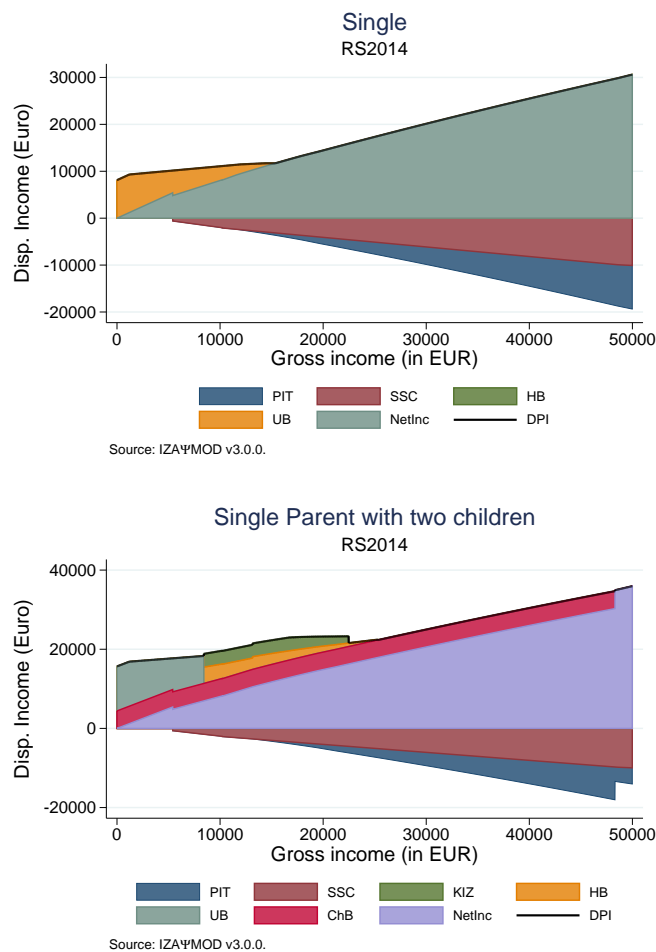 Single
RS2014
30000
20000
10000
0
-10000
-20000
Disp. Income (Euro)
0 10000 20000 30000 40000 50000
Gross income (in EUR)
PIT SSC HB
UB NetInc DPI
Source: IZAΨMOD v3.0.0.
Single Parent with two children
RS2014
40000
20000
0
-20000
Disp. Income (Euro)
0 10000 20000 30000 40000 50000
Gross income (in EUR)
PIT SSC KIZ HB
UB ChB NetInc DPI
Source: IZAΨMOD v3.0.0.